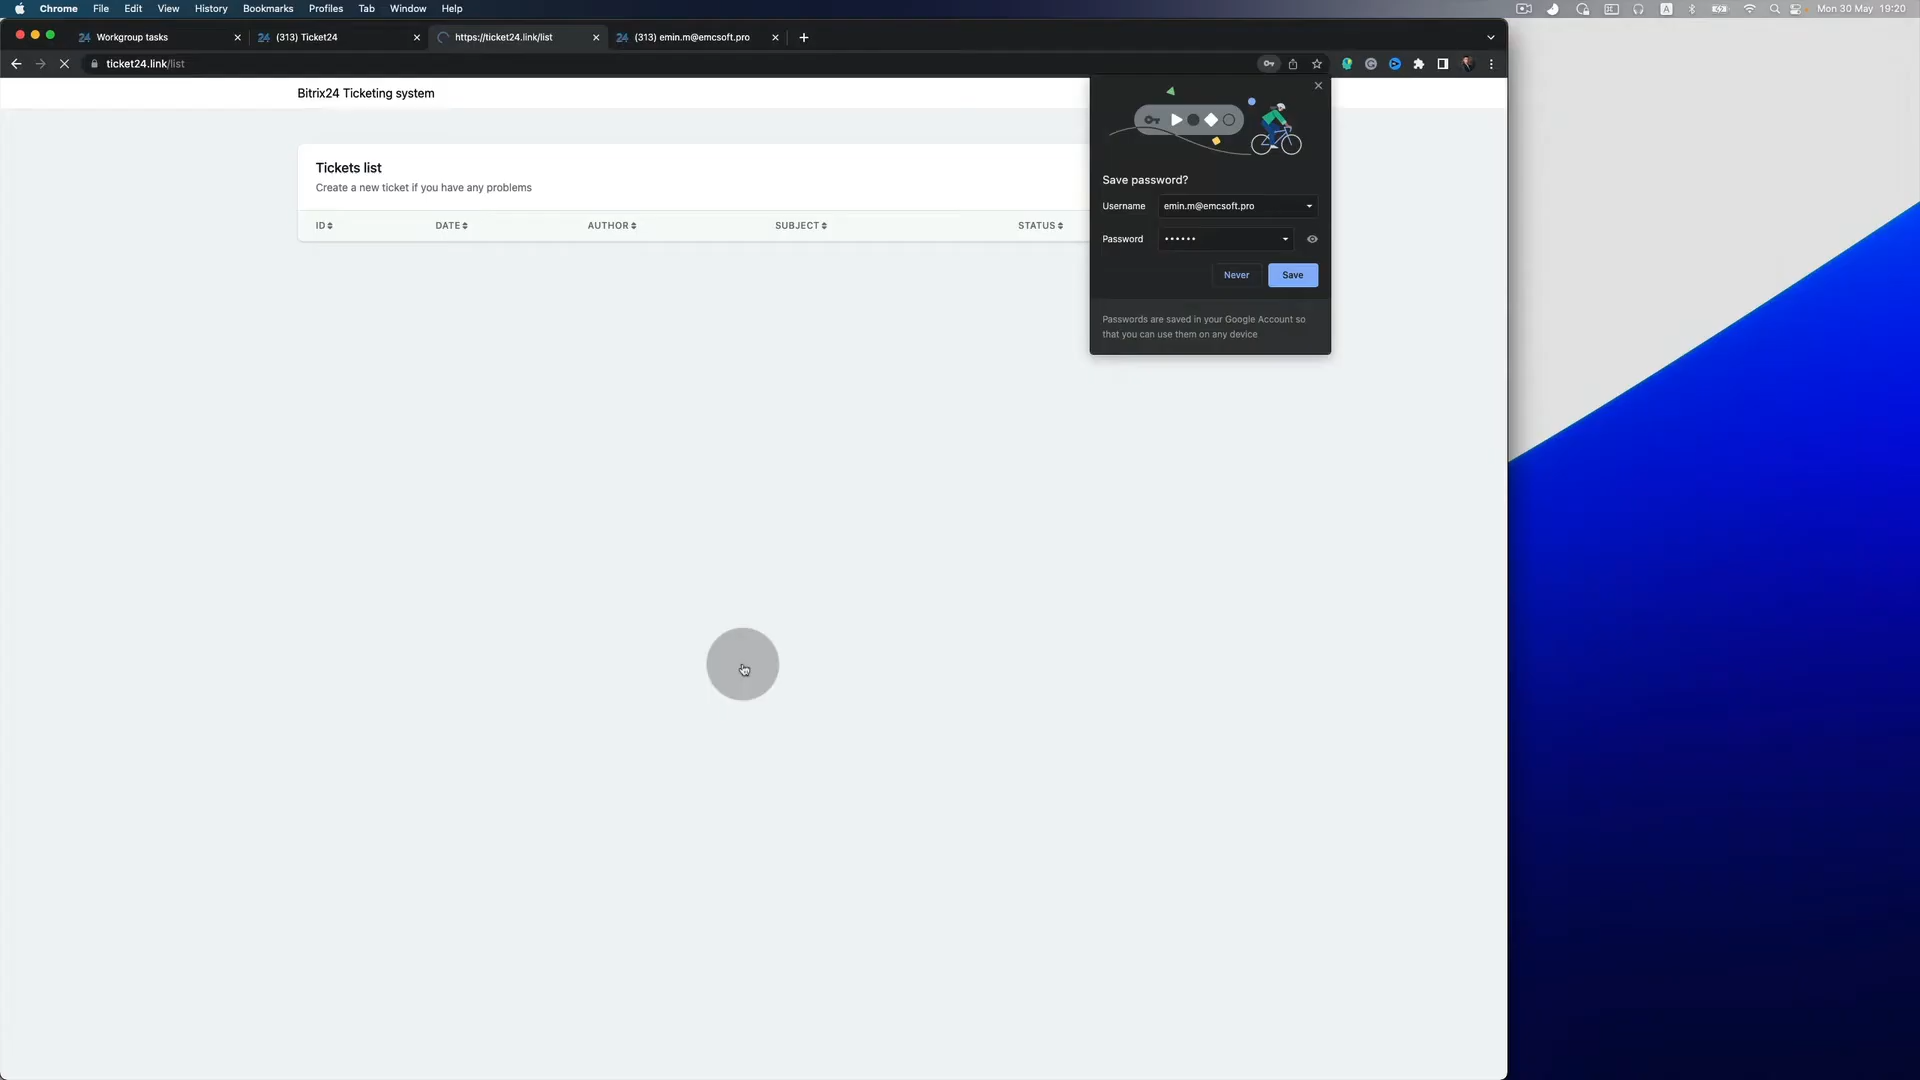 Chrome File Edit View History Bookmarks Profiles Tab Window Help
A
Mon 30 May 19:20
24 Workgroup tasks
24 (313) Ticket24
https://ticket24.link/list
24 (313) emin.m@emcsoft.pro
ticket24.link/list
Bitrix24 Ticketing system
Tickets list
Create a new ticket if you have any problems
ID DATE AUTHOR SUBJECT STATUS
Save password?
Username emin.m@emcsoft.pro
Password ••••••
Never Save
Passwords are saved in your Google Account so
that you can use them on any device